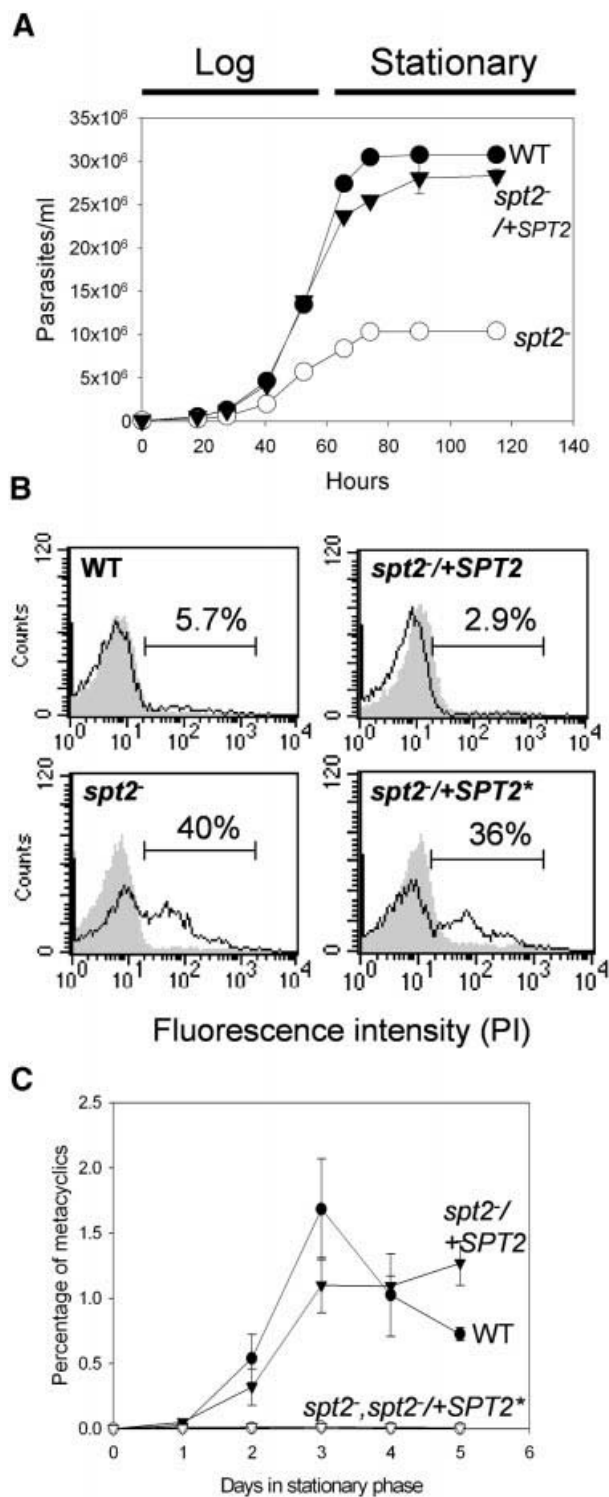 A
Log Stationary
35x10⁶
30x10⁶
25x10⁶
20x10⁶
15x10⁶
10x10⁶
5x10⁶
0
Pasrasites/ml
WT
spt2⁻
/+SPT2
spt2⁻
0 20 40 60 80 100 120 140
Hours
B
120
Counts
0
WT
5.7%
10⁰ 10¹ 10² 10³ 10⁴
120
0
spt2⁻/+SPT2
2.9%
10⁰ 10¹ 10² 10³ 10⁴
120
Counts
0
spt2⁻
40%
10⁰ 10¹ 10² 10³ 10⁴
120
0
spt2⁻/+SPT2*
36%
10⁰ 10¹ 10² 10³ 10⁴
Fluorescence intensity (PI)
C
2.5
2.0
1.5
1.0
0.5
0.0
Percentage of metacyclics
spt2⁻/
+SPT2
WT
spt2⁻,spt2⁻/+SPT2*
0 1 2 3 4 5 6
Days in stationary phase